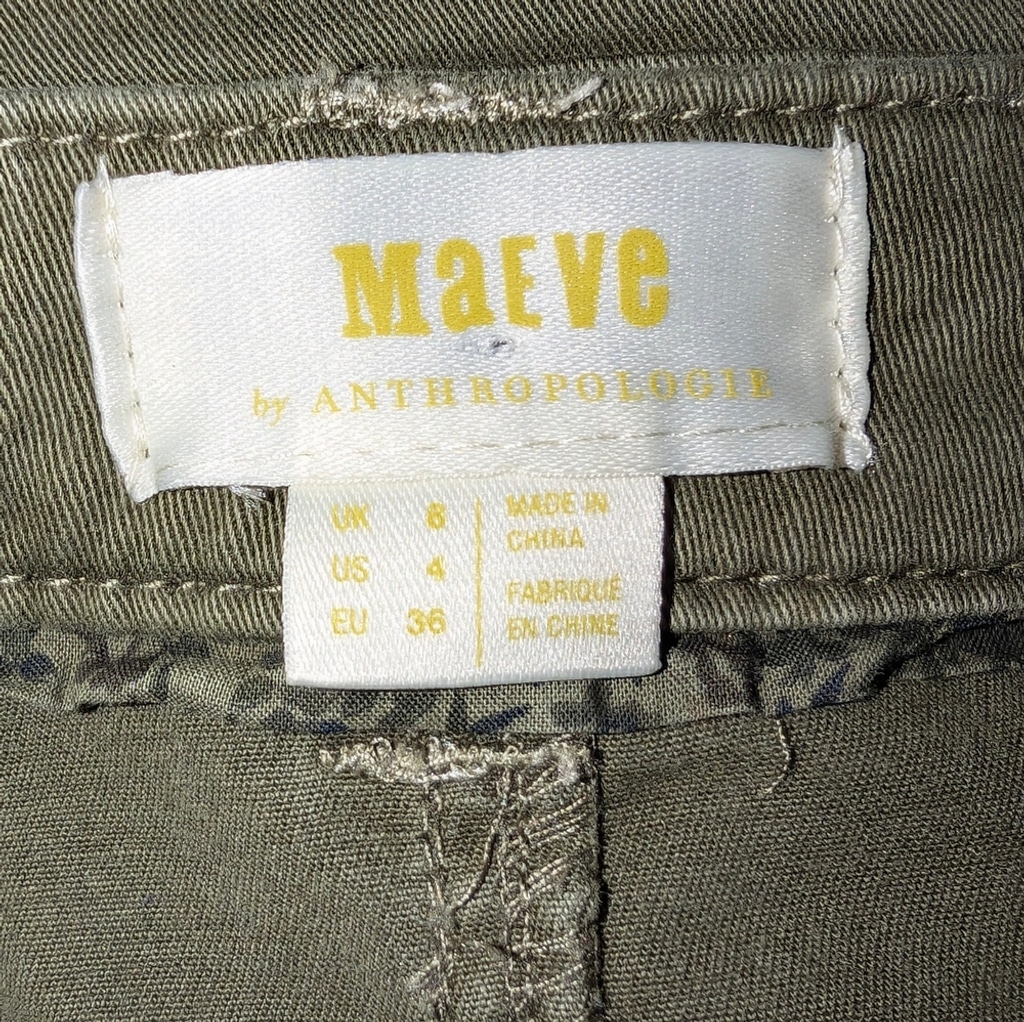 MaEVe
by ANTHROPOLOGIE
UK 8
US 4
EU 36
MADE IN
CHINA
FABRIQUÉ
EN CHINE